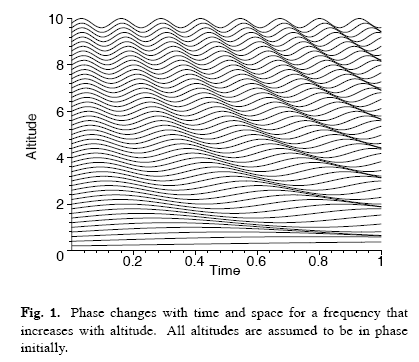 10
8
6
4
2
0
Altitude
0.2 0.4 0.6 0.8 1
Time
Fig. 1. Phase changes with time and space for a frequency that
increases with altitude. All altitudes are assumed to be in phase
initially.